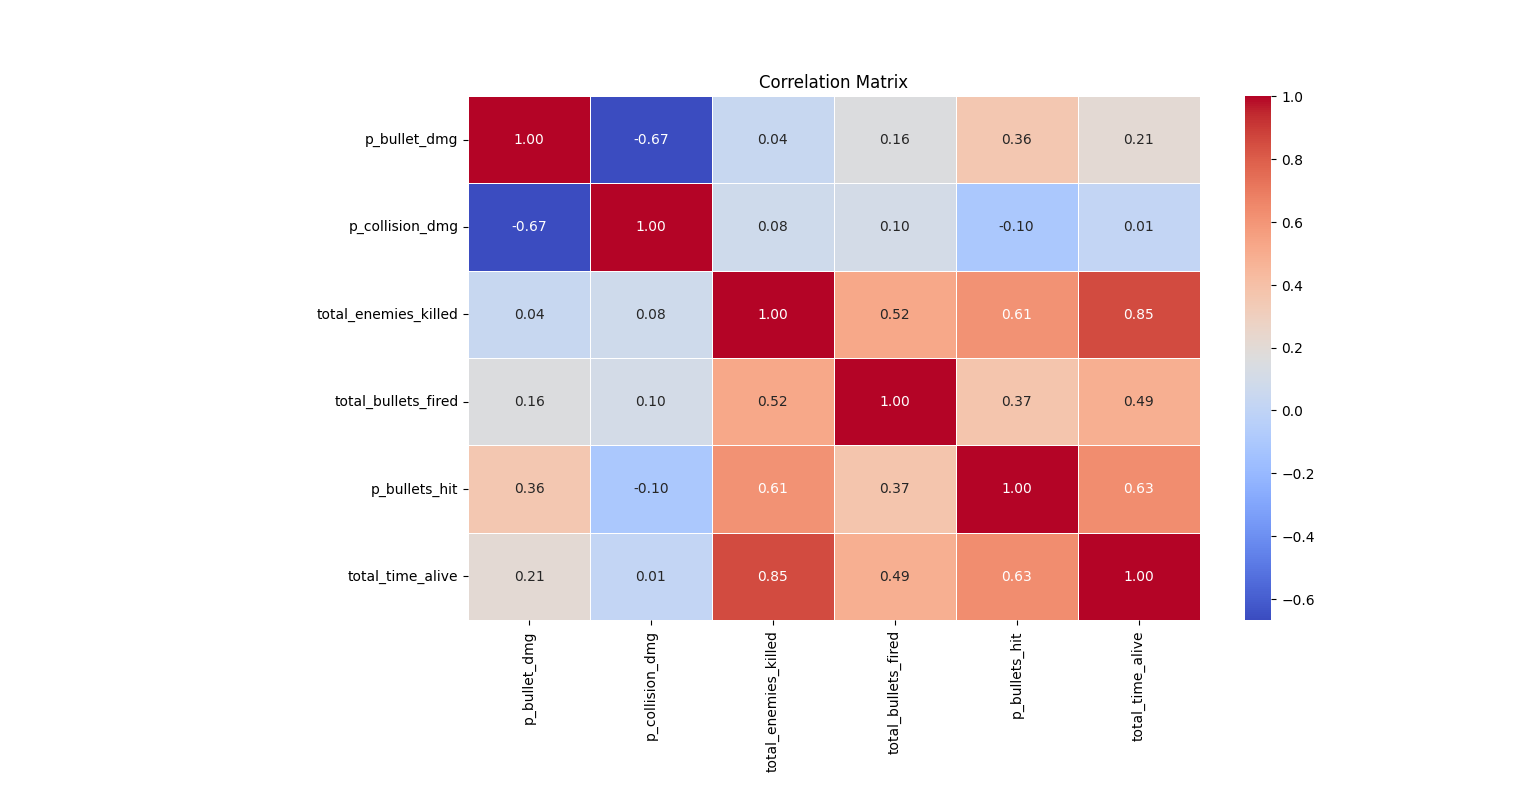 Correlation Matrix
p_bullet_dmg 1.00 -0.67 0.04 0.16 0.36 0.21
p_collision_dmg -0.67 1.00 0.08 0.10 -0.10 0.01
total_enemies_killed 0.04 0.08 1.00 0.52 0.61 0.85
total_bullets_fired 0.16 0.10 0.52 1.00 0.37 0.49
p_bullets_hit 0.36 -0.10 0.61 0.37 1.00 0.63
total_time_alive 0.21 0.01 0.85 0.49 0.63 1.00
p_bullet_dmg
p_collision_dmg
total_enemies_killed
total_bullets_fired
p_bullets_hit
total_time_alive
1.0
0.8
0.6
0.4
0.2
0.0
−0.2
−0.4
−0.6